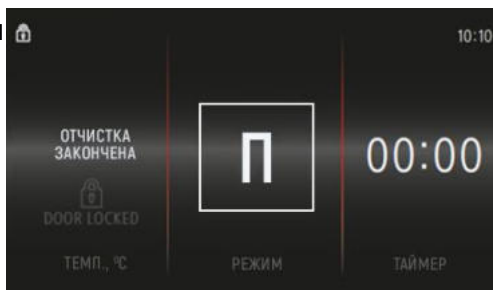 10:10
ОТЧИСТКА
ЗАКОНЧЕНА
П
00:00
DOOR LOCKED
ТЕМП., ºC
РЕЖИМ
ТАЙМЕР